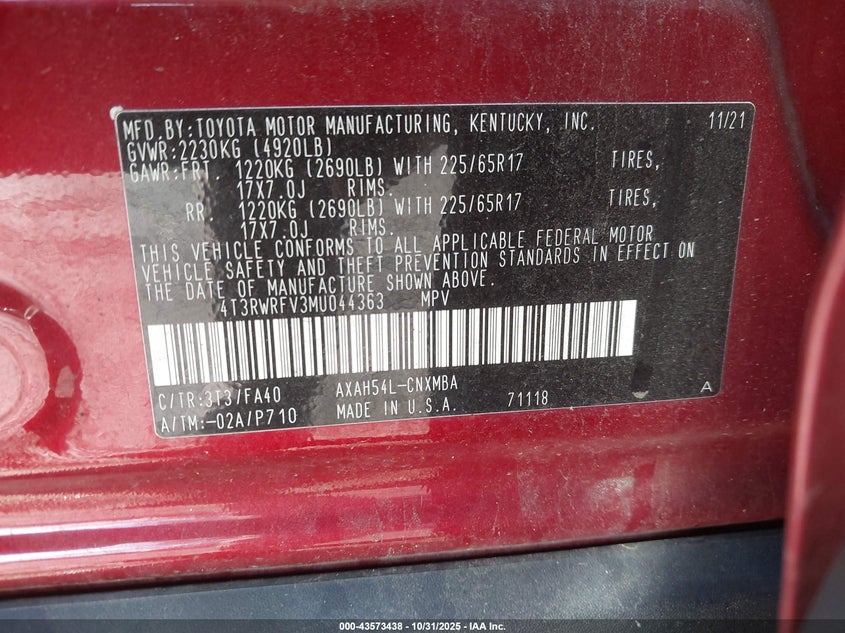 MFD.BY:TOYOTA MOTOR MANUFACTURING, KENTUCKY, INC. 11/21
GVWR:2230KG (4920LB)
GAWR:FRT. 1220KG (2690LB) WITH 225/65R17 TIRES,
17X7.0J RIMS.
RR. 1220KG (2690LB) WITH 225/65R17 TIRES,
17X7.0J RIMS.
THIS VEHICLE CONFORMS TO ALL APPLICABLE FEDERAL MOTOR
VEHICLE SAFETY AND THEFT PREVENTION STANDARDS IN EFFECT ON
THE DATE OF MANUFACTURE SHOWN ABOVE.
4T3RWRFV3MU044363 MPV
C/TR:3T3/FA40 AXAH54L-CNXMBA
A/TM:-02A/P710 MADE IN U.S.A. 71118 A
000-43573438 - 10/31/2025 - IAA Inc.